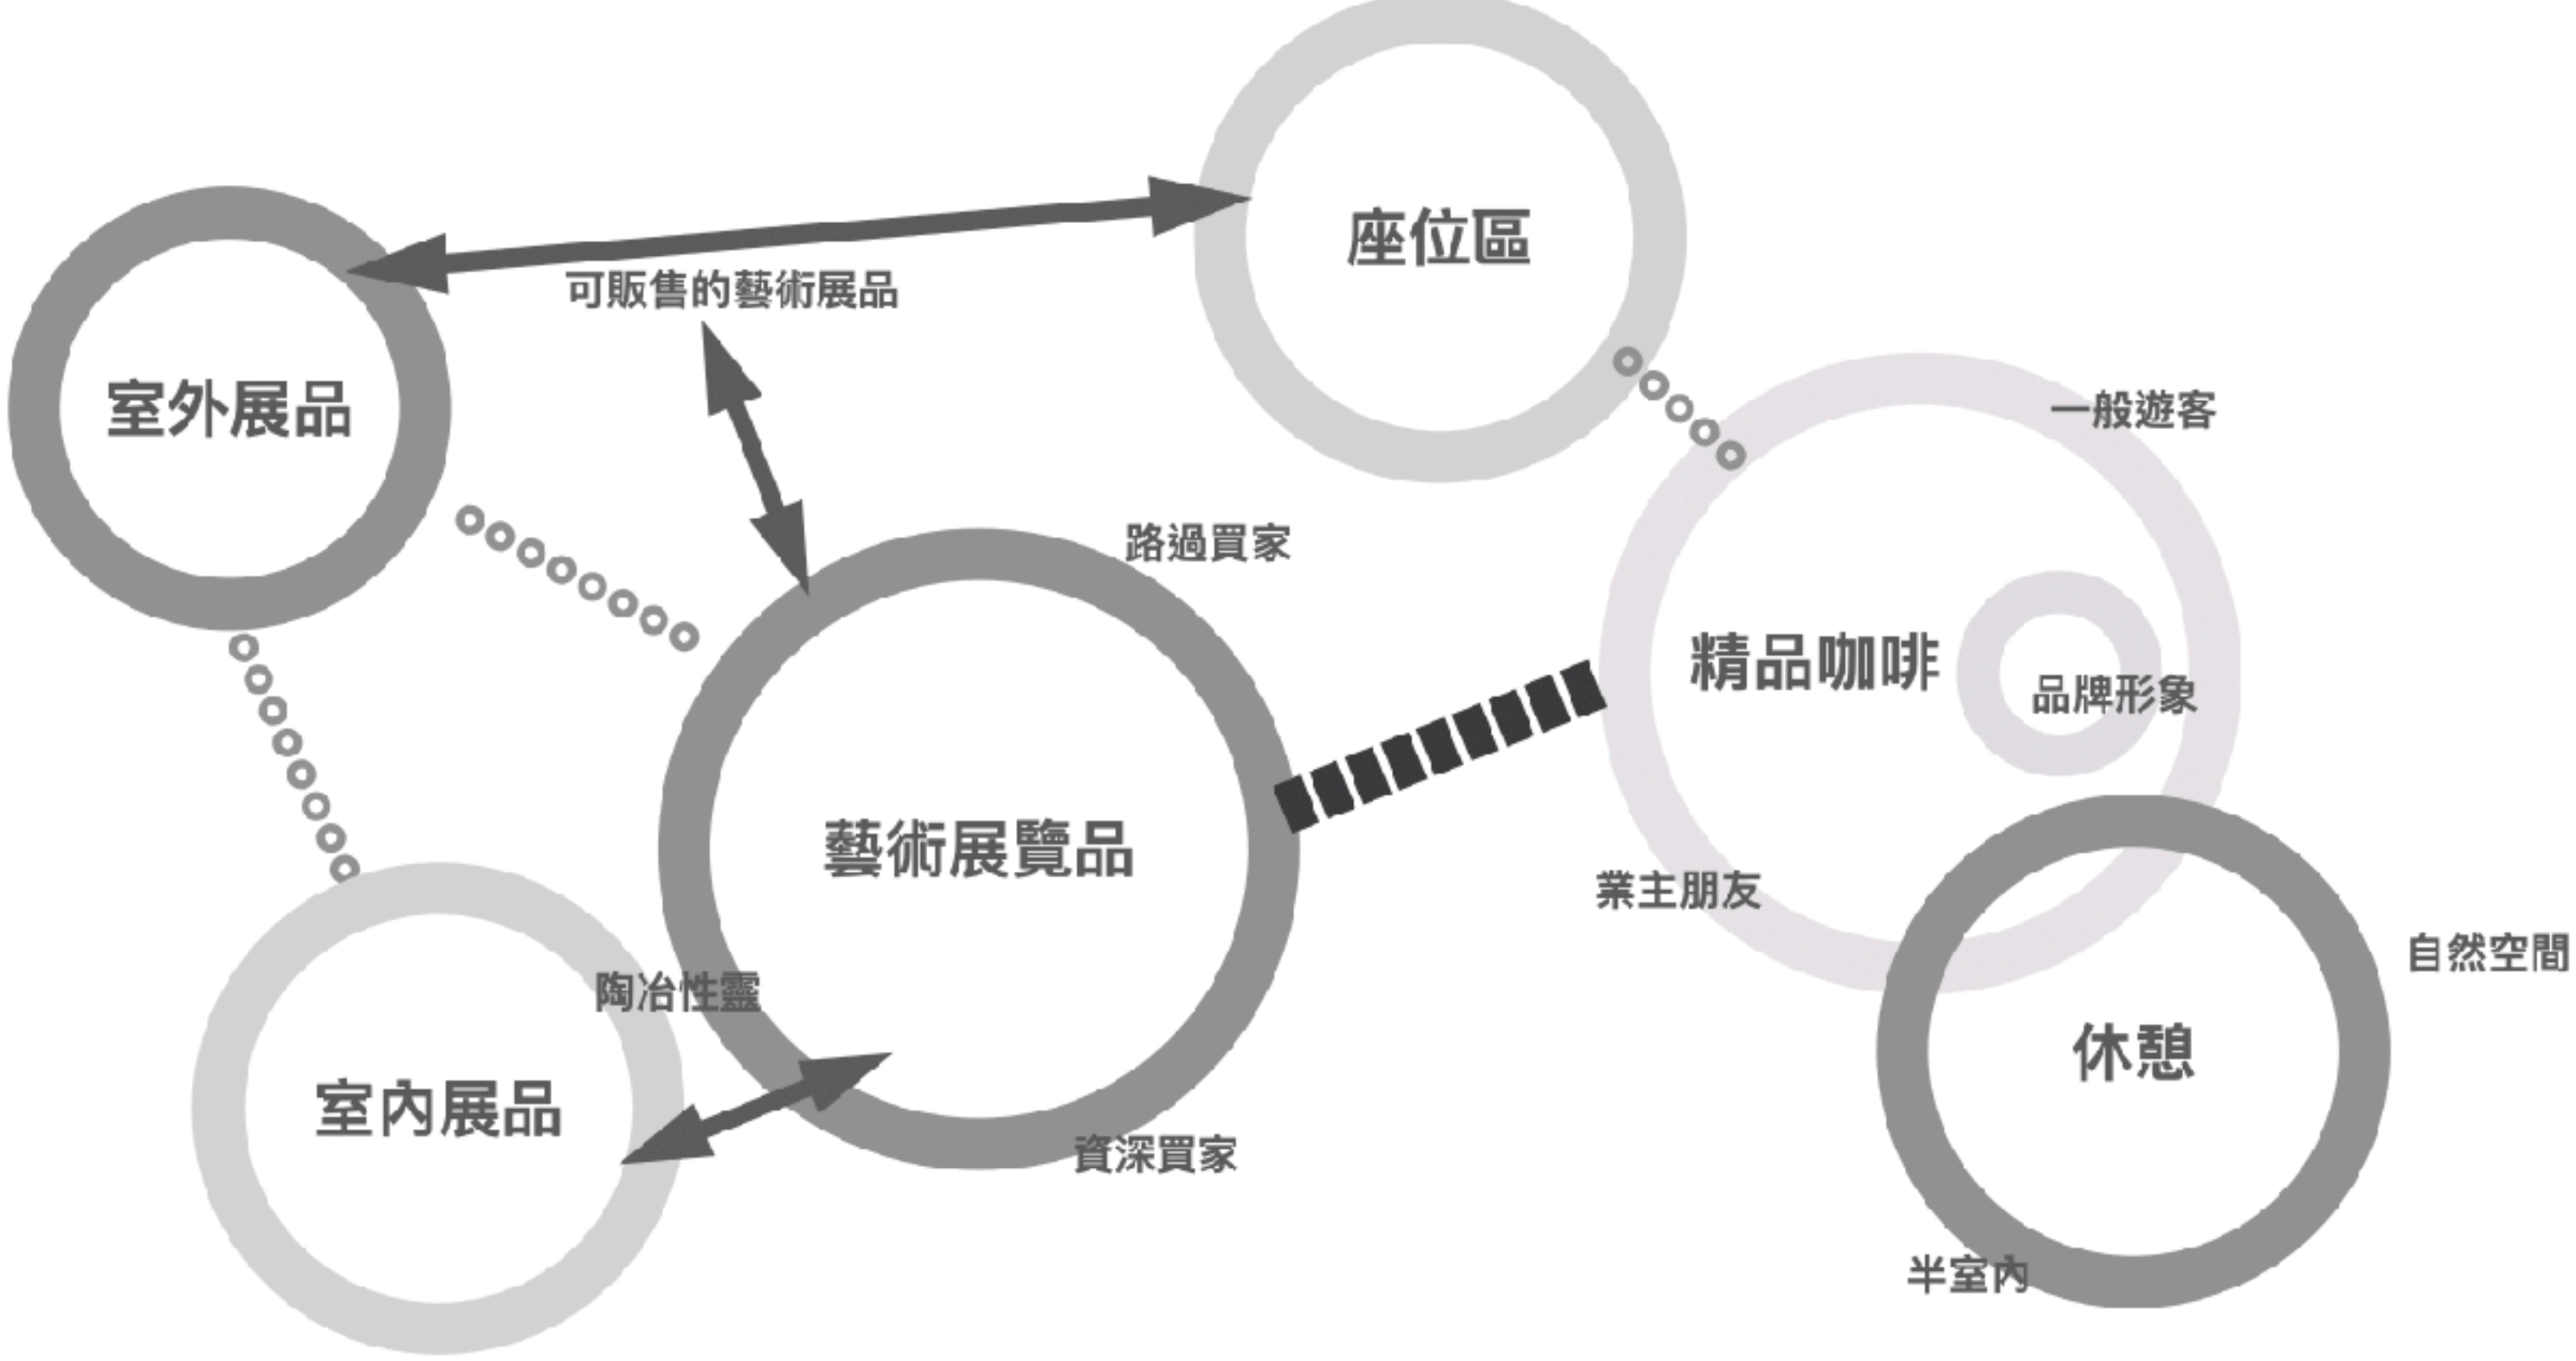 座位區
可販售的藝術展品
室外展品
一般遊客
路過買家
精品咖啡
品牌形象
藝術展覽品
業主朋友
自然空間
陶冶性靈
休憩
室內展品
資深買家
半室內